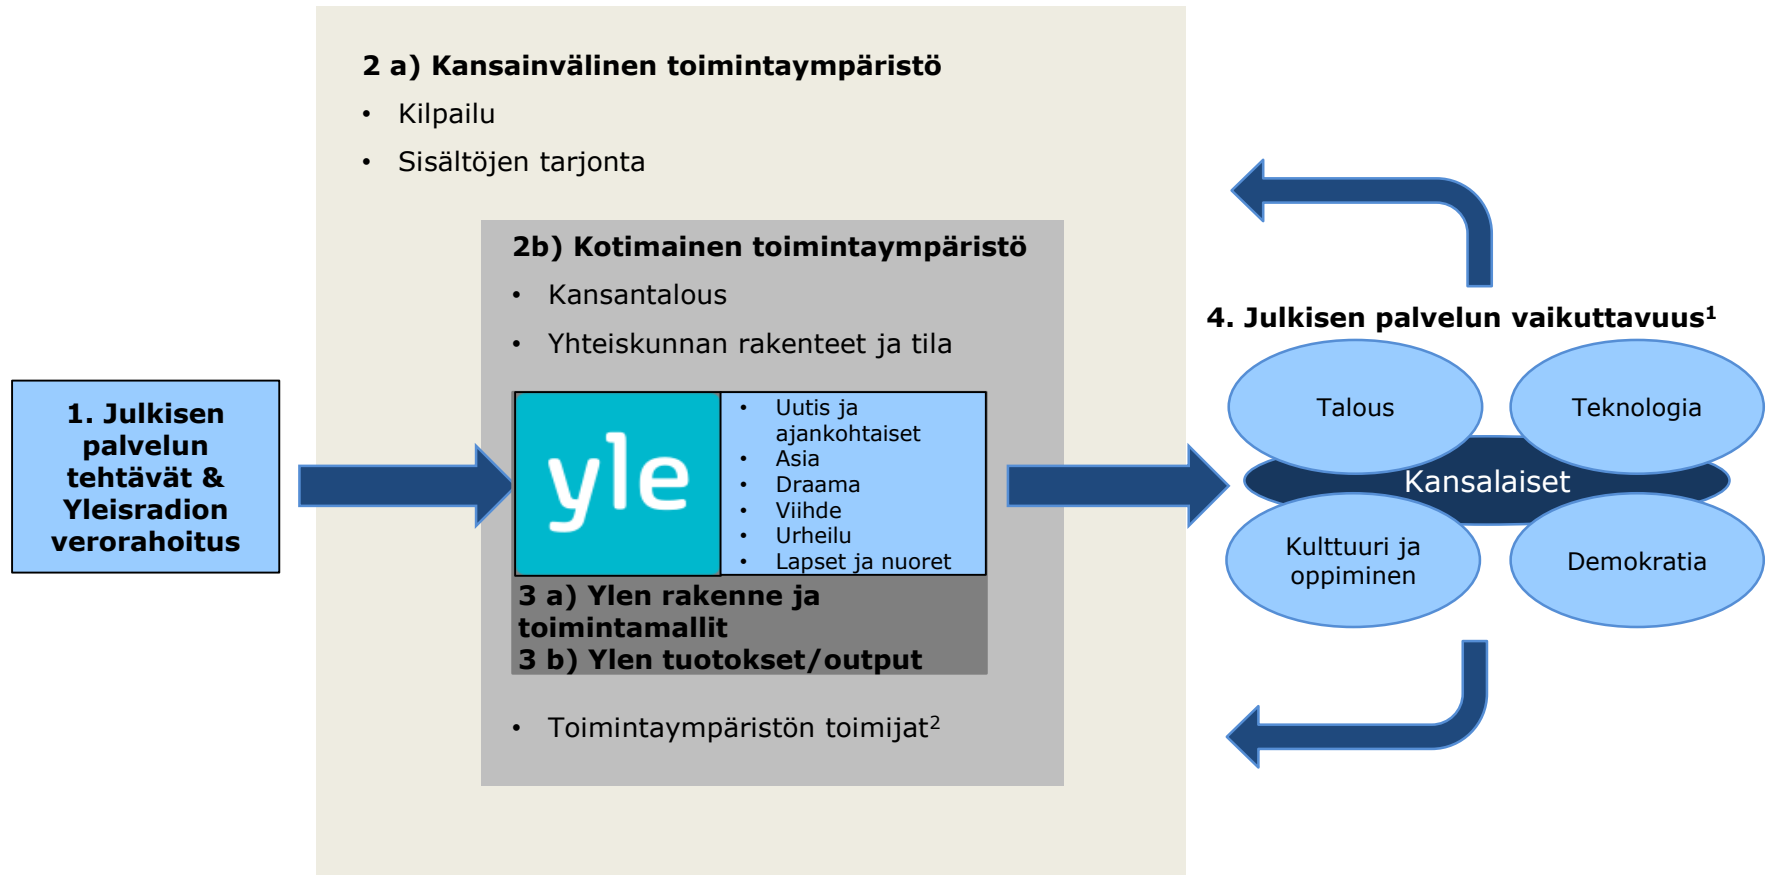 2 a) Kansainvälinen toimintaympäristö
• Kilpailu
• Sisältöjen tarjonta
2b) Kotimainen toimintaympäristö
• Kansantalous
• Yhteiskunnan rakenteet ja tila
1. Julkisen
palvelun
tehtävät &
Yleisradion
verorahoitus
yle
• Uutis ja
ajankohtaiset
• Asia
• Draama
• Viihde
• Urheilu
• Lapset ja nuoret
3 a) Ylen rakenne ja
toimintamallit
3 b) Ylen tuotokset/output
• Toimintaympäristön toimijat²
4. Julkisen palvelun vaikuttavuus¹
Talous
Teknologia
Kansalaiset
Kulttuuri ja
oppiminen
Demokratia